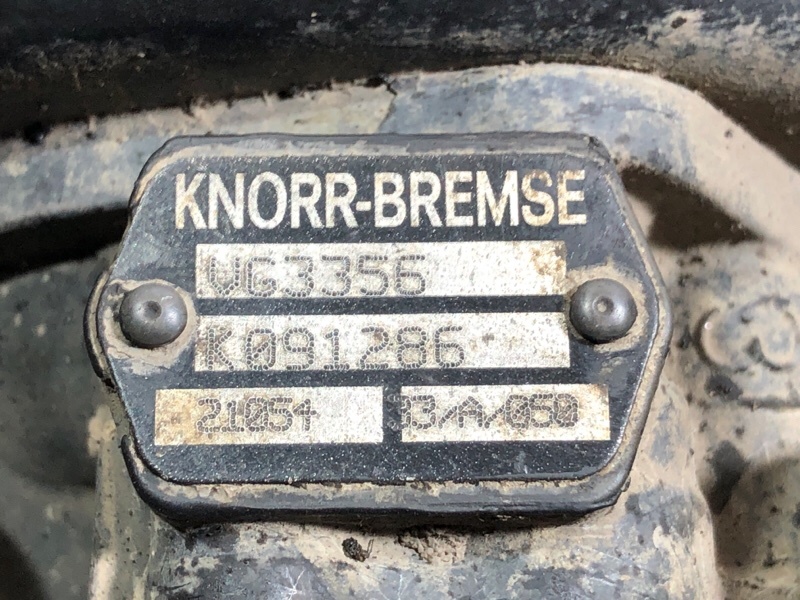 KNORR-BREMSE
VG3356
K091286
21054 13/A/050